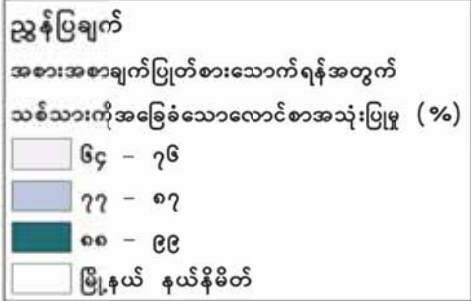 ညွှန်ပြချက်
အစားအစာချက်ပြုတ်စားသောက်ရန်အတွက်
သစ်သားကိုအခြေခံသောလောင်စာအသုံးပြုမှု (%)
၆၄ – ၇၆
၇၇ – ၈၇
၈၈ – ၉၉
မြို့နယ် နယ်နိမိတ်